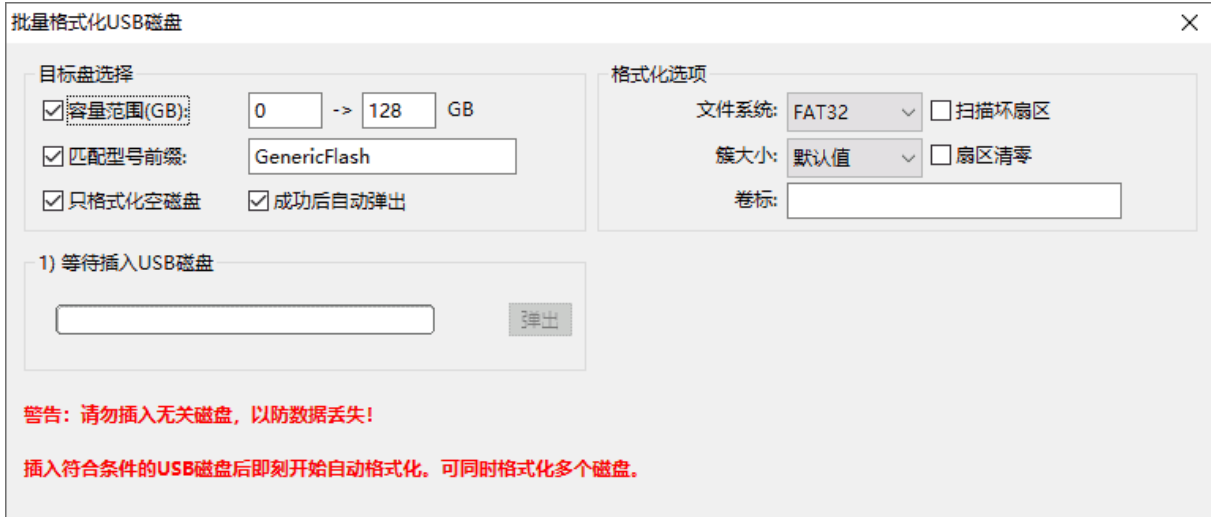 批量格式化USB磁盘
目标盘选择
容量范围(GB): 0 -> 128 GB
匹配型号前缀: GenericFlash
只格式化空磁盘 成功后自动弹出
格式化选项
文件系统: FAT32 扫描坏扇区
簇大小: 默认值 扇区清零
卷标:
1) 等待插入USB磁盘
弹出
警告：请勿插入无关磁盘，以防数据丢失！
插入符合条件的USB磁盘后即刻开始自动格式化。可同时格式化多个磁盘。